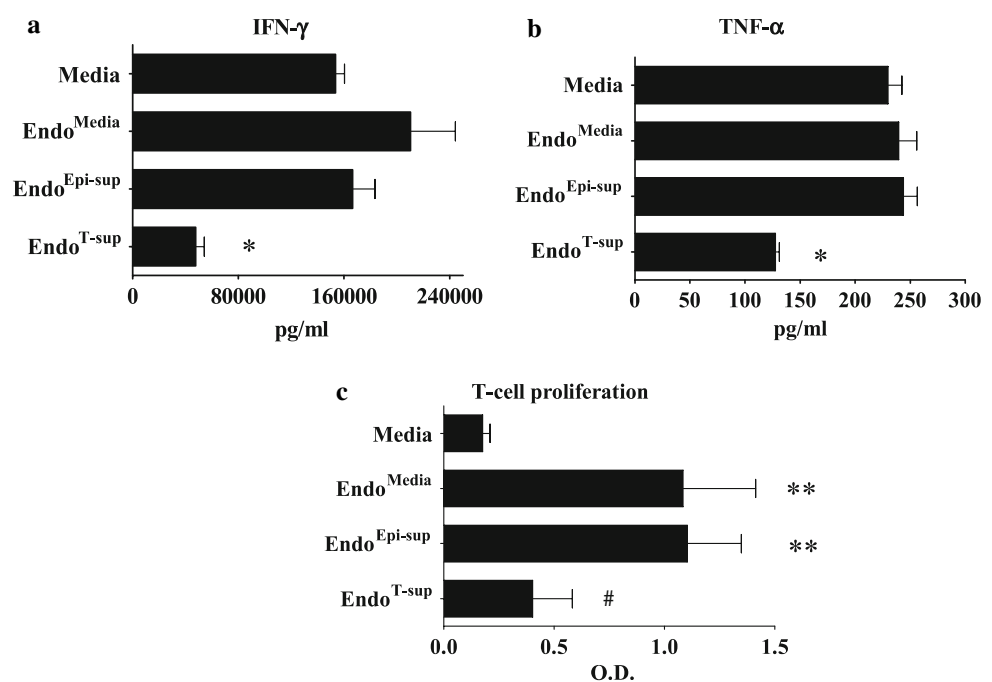 a
IFN-γ
Media
Endo^Media
Endo^Epi-sup
Endo^T-sup
*
0 80000 160000 240000
pg/ml
b
TNF-α
Media
Endo^Media
Endo^Epi-sup
Endo^T-sup
*
0 50 100 150 200 250 300
pg/ml
c
T-cell proliferation
Media
Endo^Media
**
Endo^Epi-sup
**
Endo^T-sup
#
0.0 0.5 1.0 1.5
O.D.